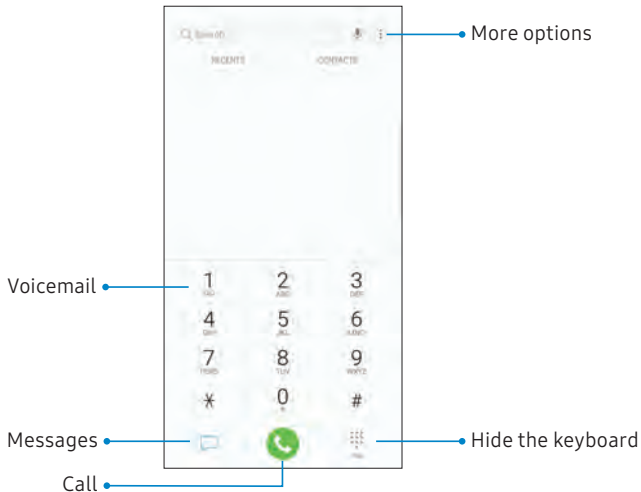 Search
More options
RECENTS CONTACTS
Voicemail
1 2 3
ABC DEF
4 5 6
GHI JKL MNO
7 8 9
PQRS TUV WXYZ
* 0 #
+
Messages
Hide the keyboard
Call